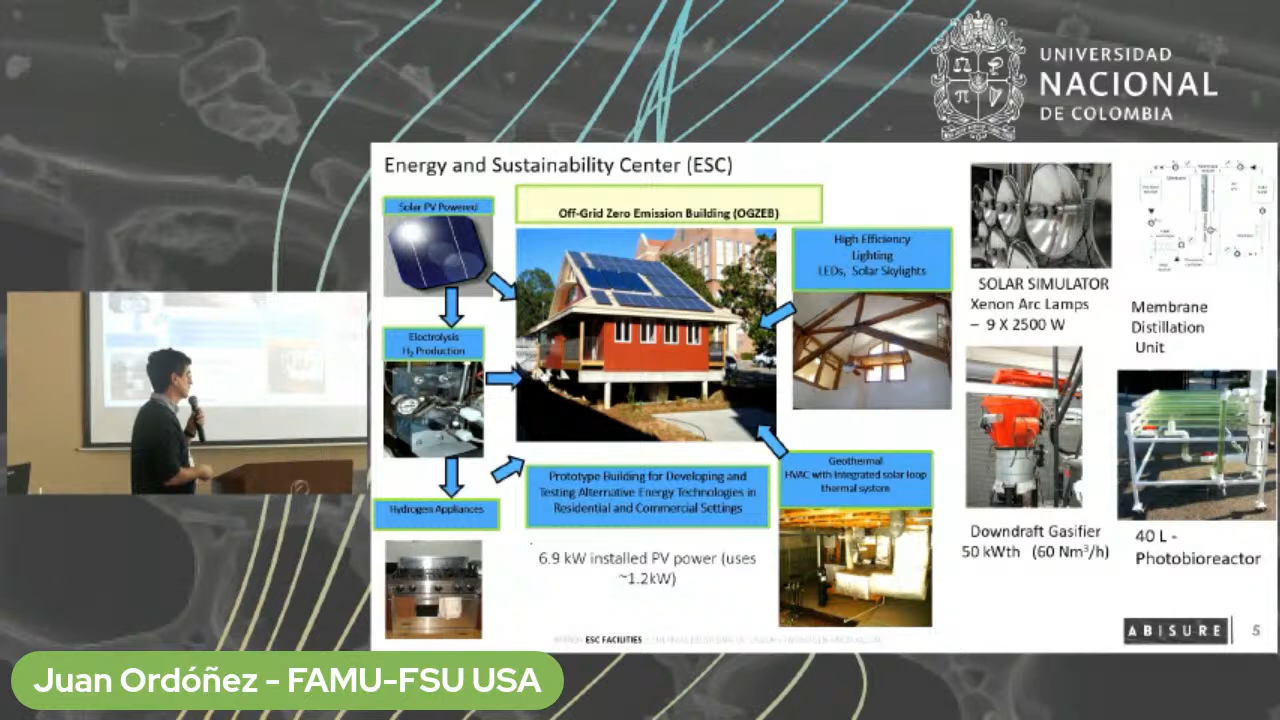 UNIVERSIDAD
NACIONAL
DE COLOMBIA
Energy and Sustainability Center (ESC)
Solar PV Powered
Off-Grid Zero Emission Building (OGZEB)
High Efficiency
Lighting
LEDs, Solar Skylights
Electrolysis
H₂ Production
Hydrogen Appliances
Prototype Building for Developing and
Testing Alternative Energy Technologies in
Residential and Commercial Settings
6.9 kW installed PV power (uses
~1.2kW)
Geothermal
HVAC with Integrated solar loop
thermal system
SOLAR SIMULATOR
Xenon Arc Lamps
– 9 X 2500 W
Membrane
Distillation
Unit
Downdraft Gasifier
50 kWth (60 Nm³/h)
40 L -
Photobioreactor
ESC FACILITIES
ABISURE
5
Juan Ordóñez - FAMU-FSU USA